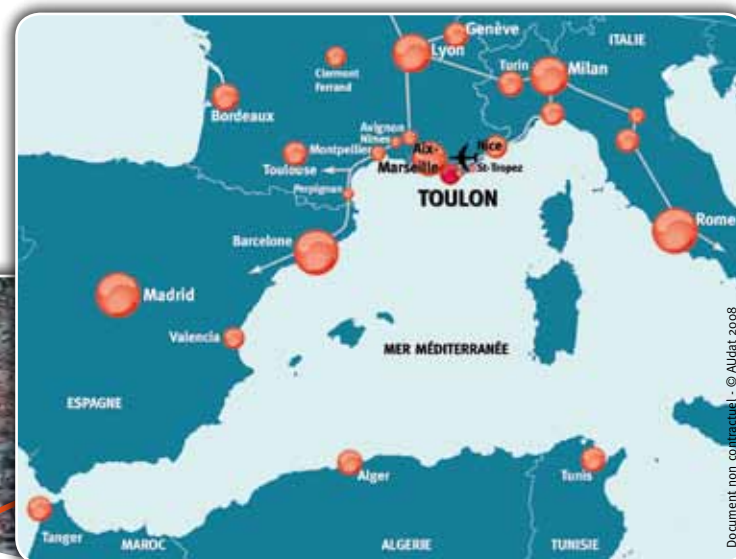 Genève
Lyon
ITALIE
Turin
Milan
Clermont
Ferrand
Bordeaux
Avignon
Nîmes
Montpellier
Aix-
Marseille
Nice
St-Tropez
Toulouse
TOULON
Perpignan
Rome
Barcelone
Madrid
Valencia
MER MÉDITERRANÉE
ESPAGNE
Alger
Tunis
Tanger
MAROC
ALGERIE
TUNISIE
Document non contractuel - © AUdat 2008